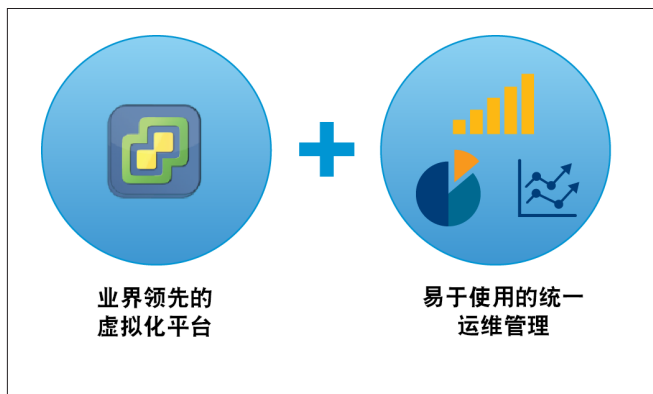 业界领先的
虚拟化平台
易于使用的统一
运维管理